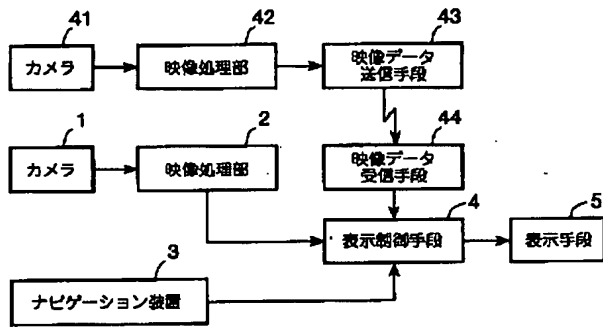 41
42
43
カメラ
映像処理部
映像データ
送信手段
1
2
44
カメラ
映像処理部
映像データ
受信手段
4
5
表示制御手段
表示手段
3
ナビゲーション装置